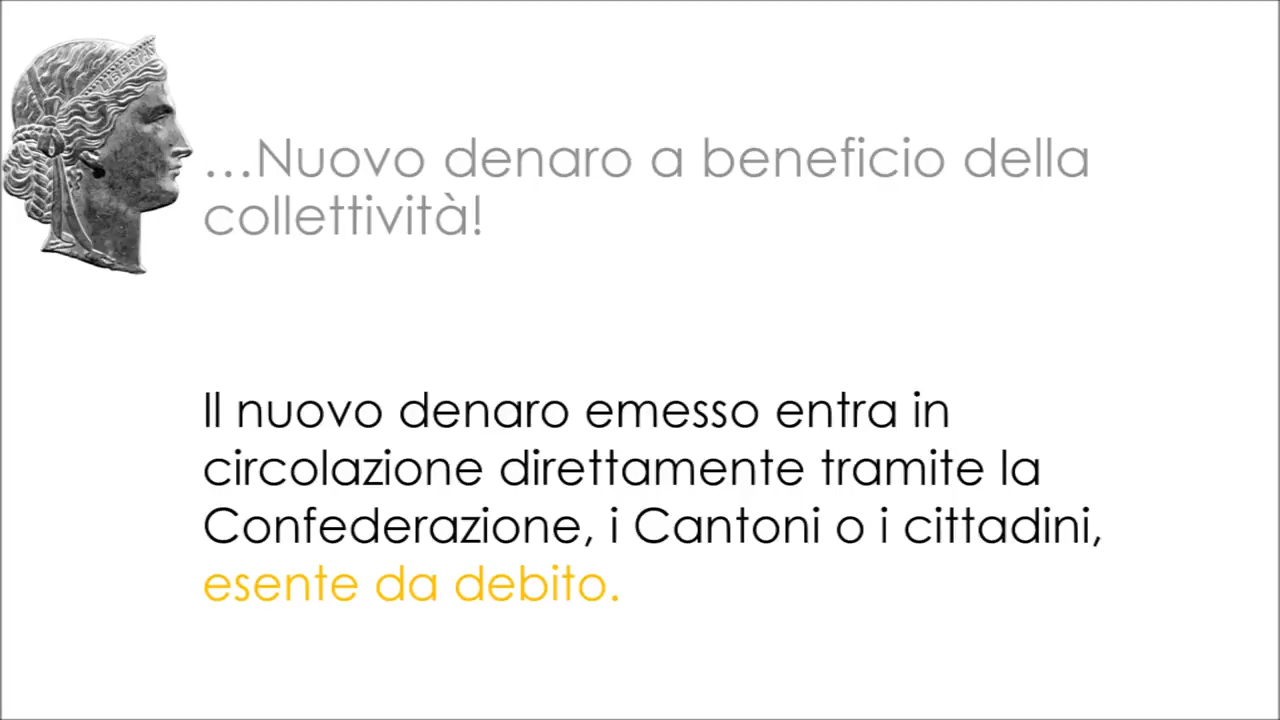 LIBERTAS
…Nuovo denaro a beneficio della
collettività!
Il nuovo denaro emesso entra in
circolazione direttamente tramite la
Confederazione, i Cantoni o i cittadini,
esente da debito.